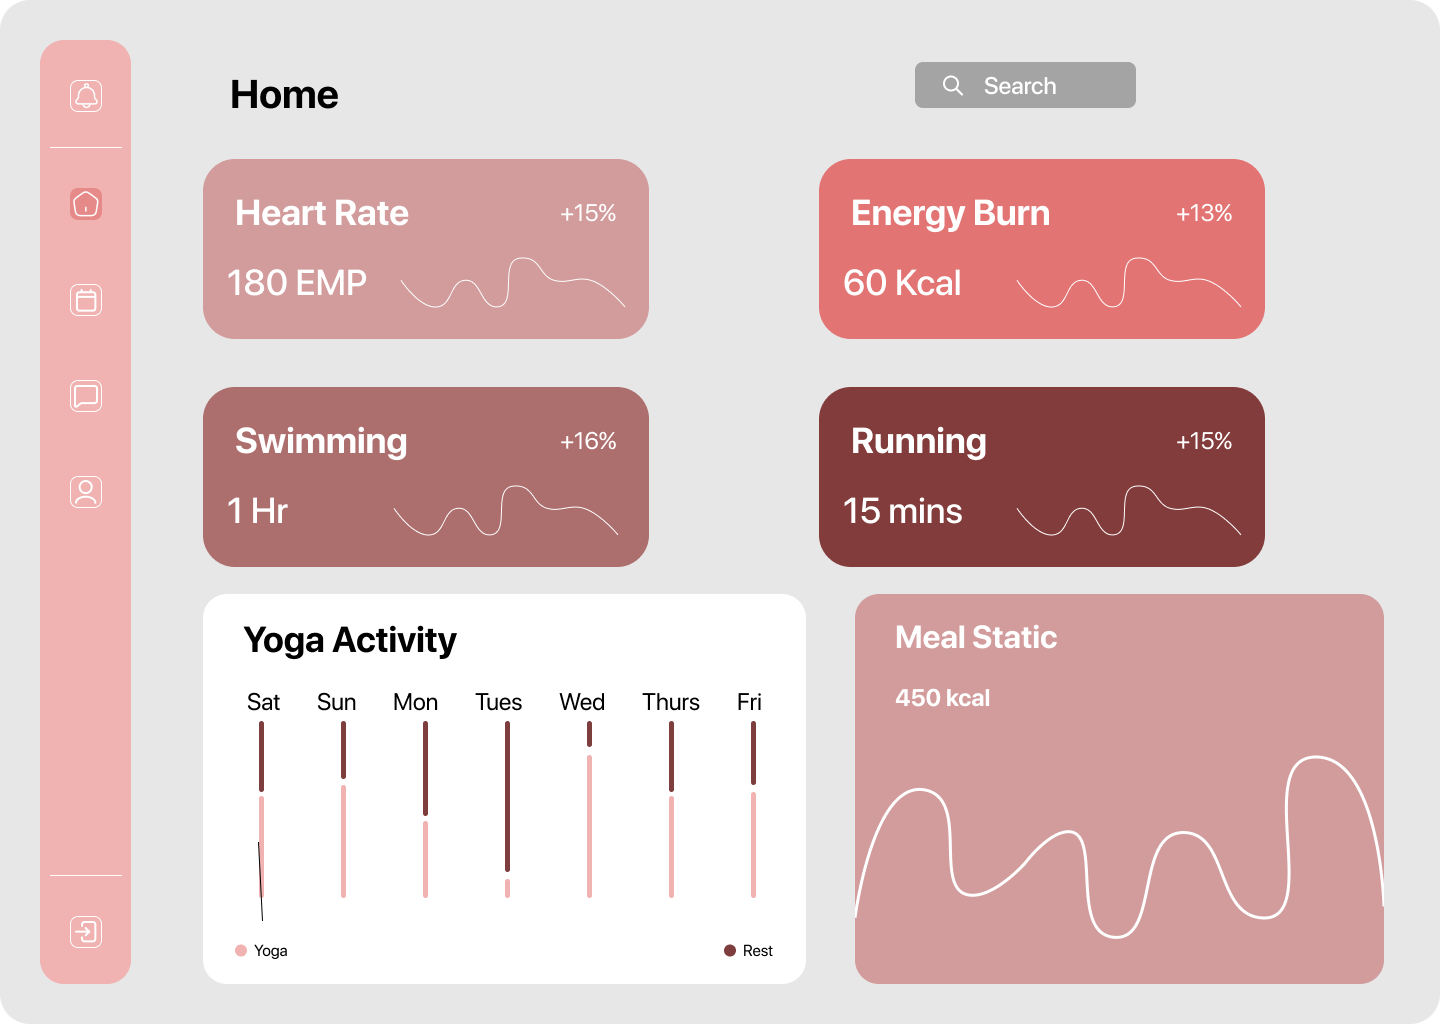 Home
Search
Heart Rate
+15%
180 EMP
Energy Burn
+13%
60 Kcal
Swimming
+16%
1 Hr
Running
+15%
15 mins
Yoga Activity
Sat Sun Mon Tues Wed Thurs Fri
Yoga
Rest
Meal Static
450 kcal